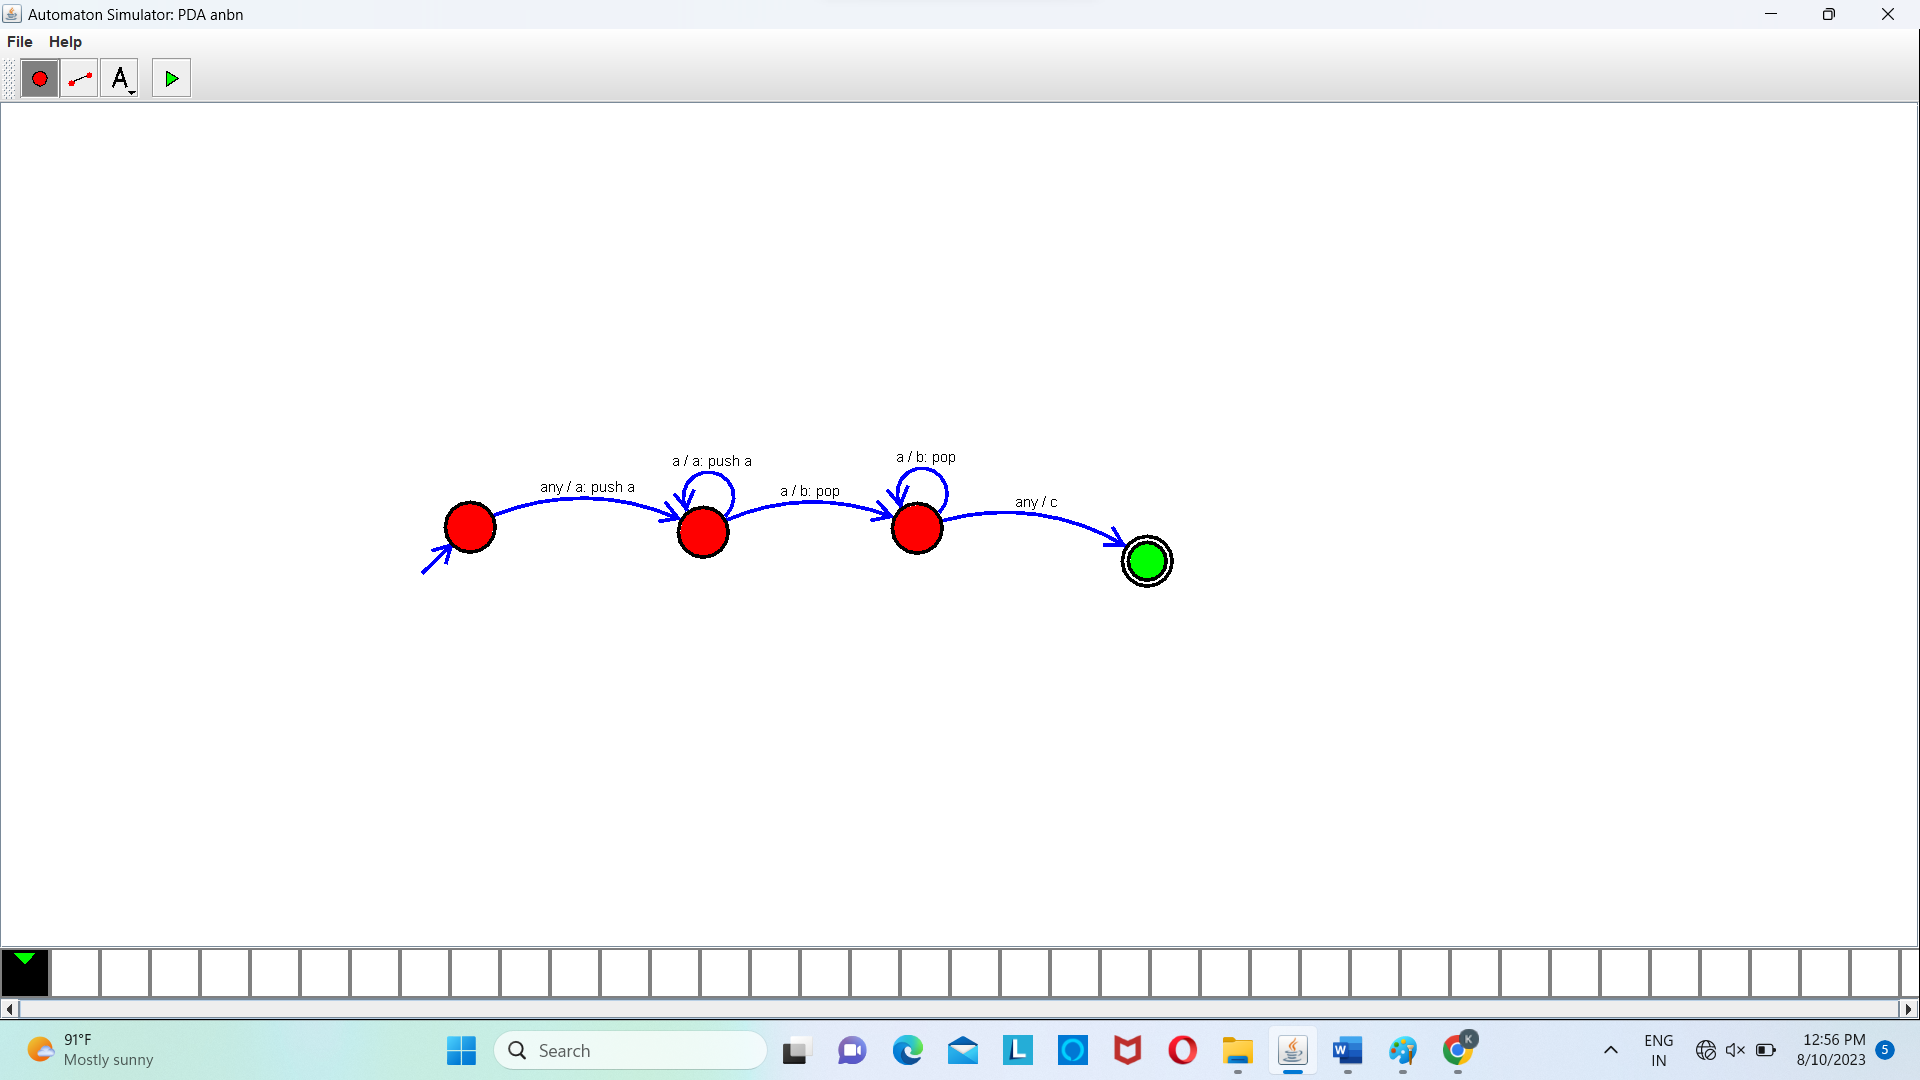 Automaton Simulator: PDA anbn
File Help
A
a / a: push a
a / b: pop
any / a: push a
a / b: pop
any / c
91°F
Mostly sunny
Search
L
K
W
ENG
IN
12:56 PM
8/10/2023
5